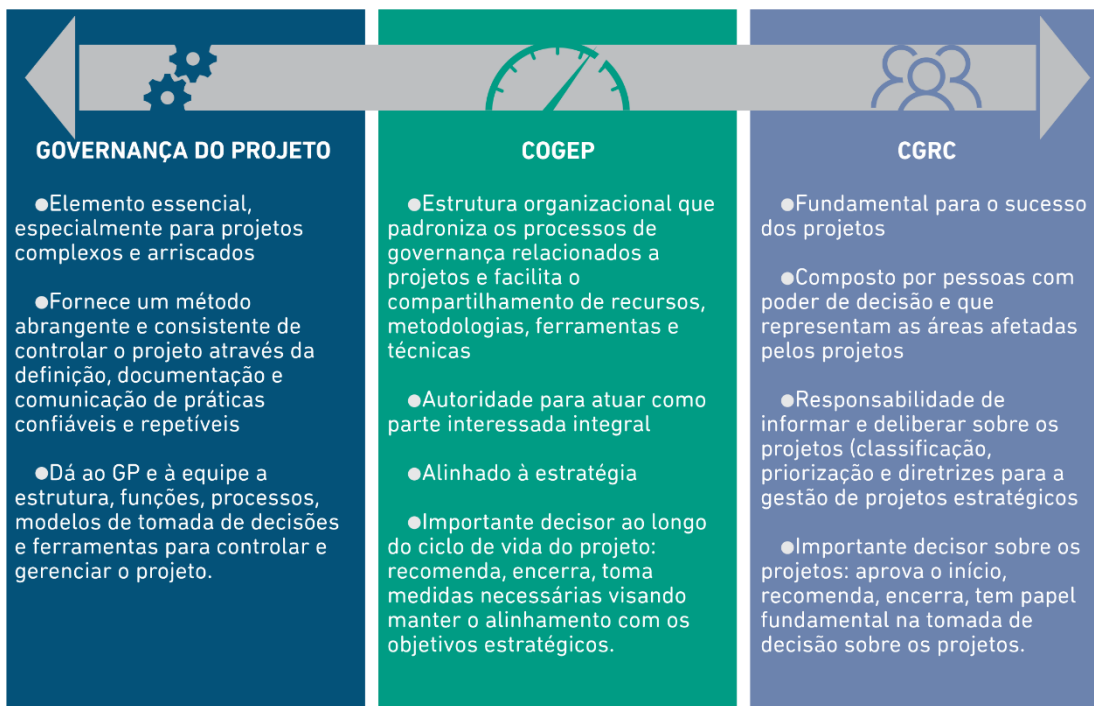 GOVERNANÇA DO PROJETO
●Elemento essencial,
especialmente para projetos
complexos e arriscados
●Fornece um método
abrangente e consistente de
controlar o projeto através da
definição, documentação e
comunicação de práticas
confiáveis e repetíveis
●Dá ao GP e à equipe a
estrutura, funções, processos,
modelos de tomada de decisões
e ferramentas para controlar e
gerenciar o projeto.
COGEP
●Estrutura organizacional que
padroniza os processos de
governança relacionados a
projetos e facilita o
compartilhamento de recursos,
metodologias, ferramentas e
técnicas
●Autoridade para atuar como
parte interessada integral
●Alinhado à estratégia
●Importante decisor ao longo
do ciclo de vida do projeto:
recomenda, encerra, toma
medidas necessárias visando
manter o alinhamento com os
objetivos estratégicos.
CGRC
●Fundamental para o sucesso
dos projetos
●Composto por pessoas com
poder de decisão e que
representam as áreas afetadas
pelos projetos
●Responsabilidade de
informar e deliberar sobre os
projetos (classificação,
priorização e diretrizes para a
gestão de projetos estratégicos
●Importante decisor sobre os
projetos: aprova o início,
recomenda, encerra, tem papel
fundamental na tomada de
decisão sobre os projetos.